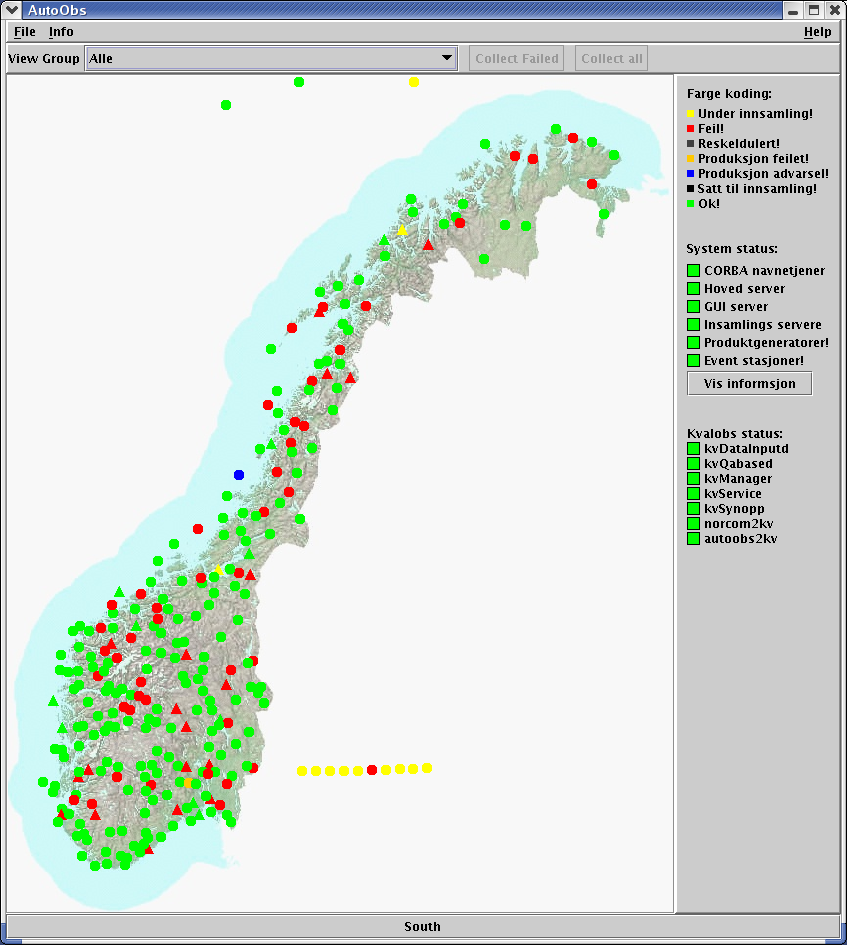 AutoObs
File Info Help
View Group Alle Collect Failed Collect all
Farge koding:
Under innsamling!
Feil!
Reskeldulert!
Produksjon feilet!
Produksjon advarsel!
Satt til innsamling!
Ok!
System status:
CORBA navnetjener
Hoved server
GUI server
Insamlings servere
Produktgeneratorer!
Event stasjoner!
Vis informsjon
Kvalobs status:
kvDataInputd
kvQabased
kvManager
kvService
kvSynopp
norcom2kv
autoobs2kv
South